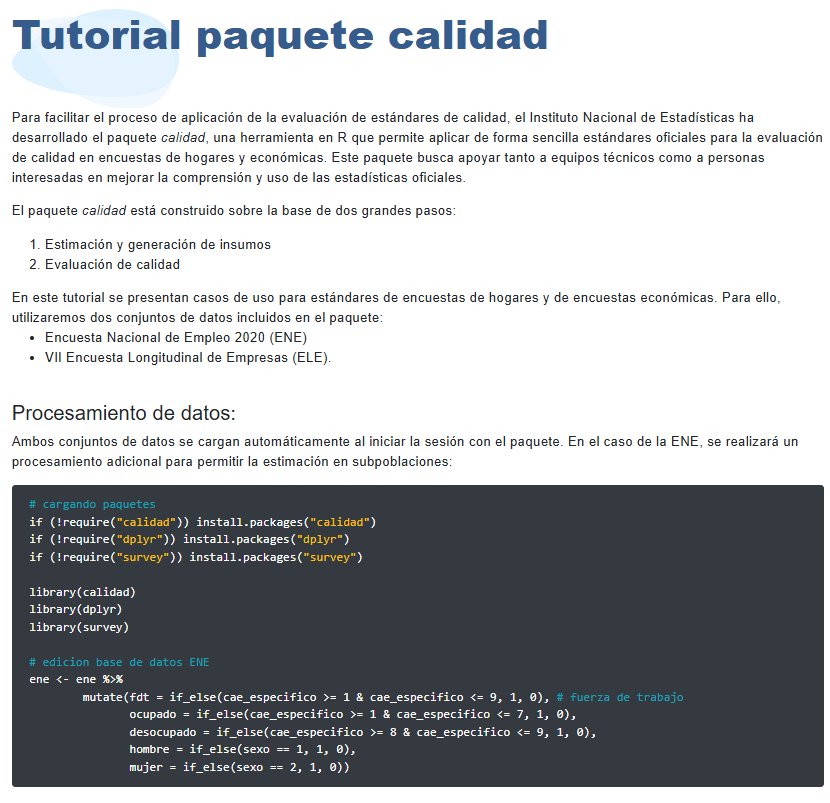 Tutorial paquete calidad
Para facilitar el proceso de aplicación de la evaluación de estándares de calidad, el Instituto Nacional de Estadísticas ha
desarrollado el paquete calidad, una herramienta en R que permite aplicar de forma sencilla estándares oficiales para la evaluación
de calidad en encuestas de hogares y económicas. Este paquete busca apoyar tanto a equipos técnicos como a personas
interesadas en mejorar la comprensión y uso de las estadísticas oficiales.
El paquete calidad está construido sobre la base de dos grandes pasos:
1. Estimación y generación de insumos
2. Evaluación de calidad
En este tutorial se presentan casos de uso para estándares de encuestas de hogares y de encuestas económicas. Para ello,
utilizaremos dos conjuntos de datos incluidos en el paquete:
• Encuesta Nacional de Empleo 2020 (ENE)
• VII Encuesta Longitudinal de Empresas (ELE).
Procesamiento de datos:
Ambos conjuntos de datos se cargan automáticamente al iniciar la sesión con el paquete. En el caso de la ENE, se realizará un
procesamiento adicional para permitir la estimación en subpoblaciones:
# cargando paquetes
if (!require("calidad")) install.packages("calidad")
if (!require("dplyr")) install.packages("dplyr")
if (!require("survey")) install.packages("survey")
library(calidad)
library(dplyr)
library(survey)
# edicion base de datos ENE
ene <- ene %>%
mutate(fdt = if_else(cae_especifico >= 1 & cae_especifico <= 9, 1, 0), # fuerza de trabajo
ocupado = if_else(cae_especifico >= 1 & cae_especifico <= 7, 1, 0),
desocupado = if_else(cae_especifico >= 8 & cae_especifico <= 9, 1, 0),
hombre = if_else(sexo == 1, 1, 0),
mujer = if_else(sexo == 2, 1, 0))